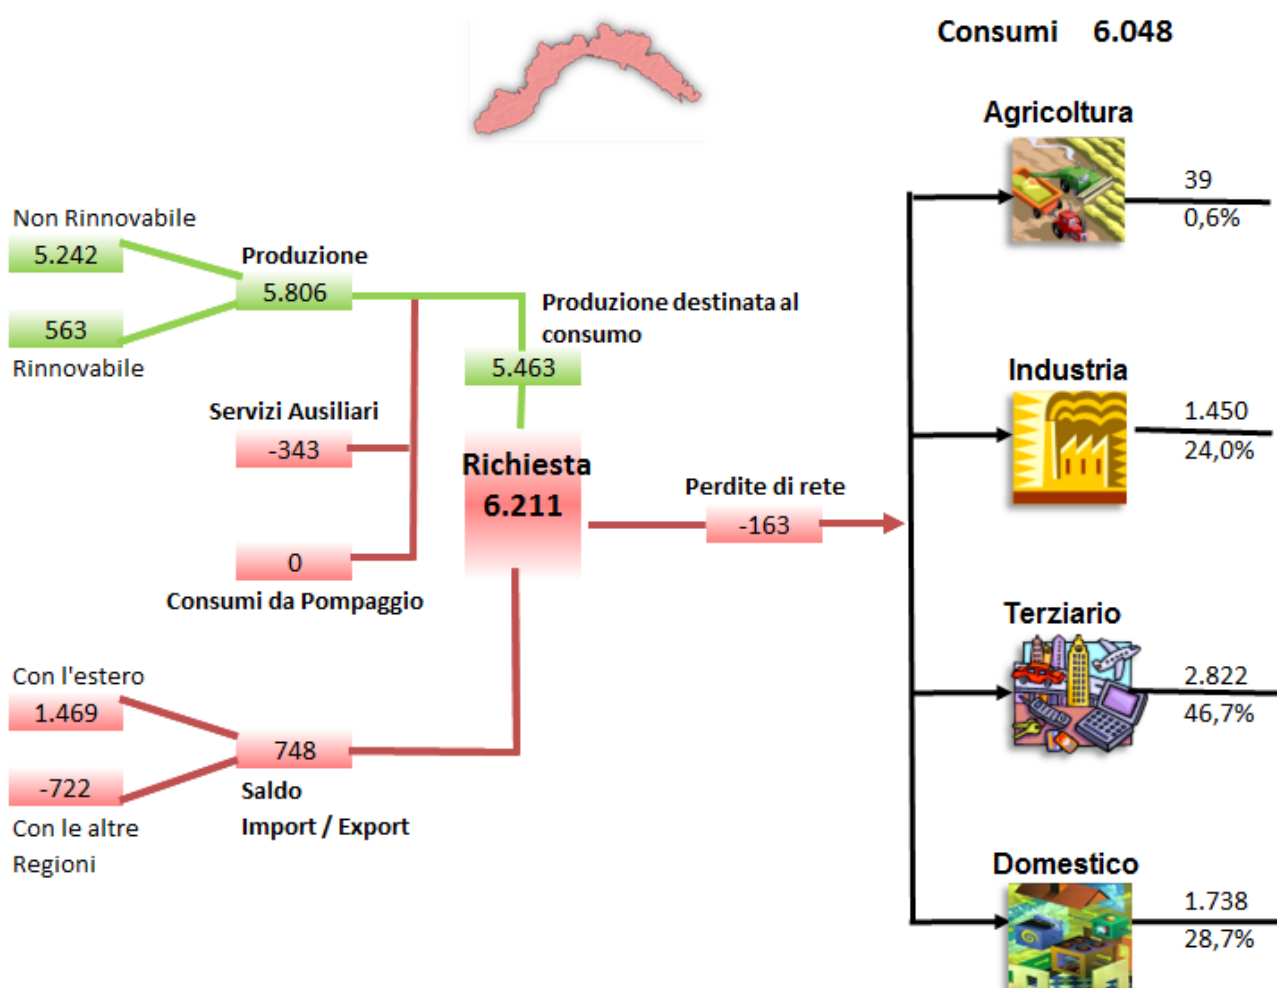 Consumi 6.048
Agricoltura
39
0,6%
Non Rinnovabile
5.242
Produzione
5.806
563
Rinnovabile
Produzione destinata al
consumo
5.463
Industria
1.450
24,0%
Servizi Ausiliari
-343
Richiesta
6.211
Perdite di rete
-163
0
Consumi da Pompaggio
Terziario
2.822
46,7%
Con l'estero
1.469
748
-722
Saldo
Import / Export
Con le altre
Regioni
Domestico
1.738
28,7%